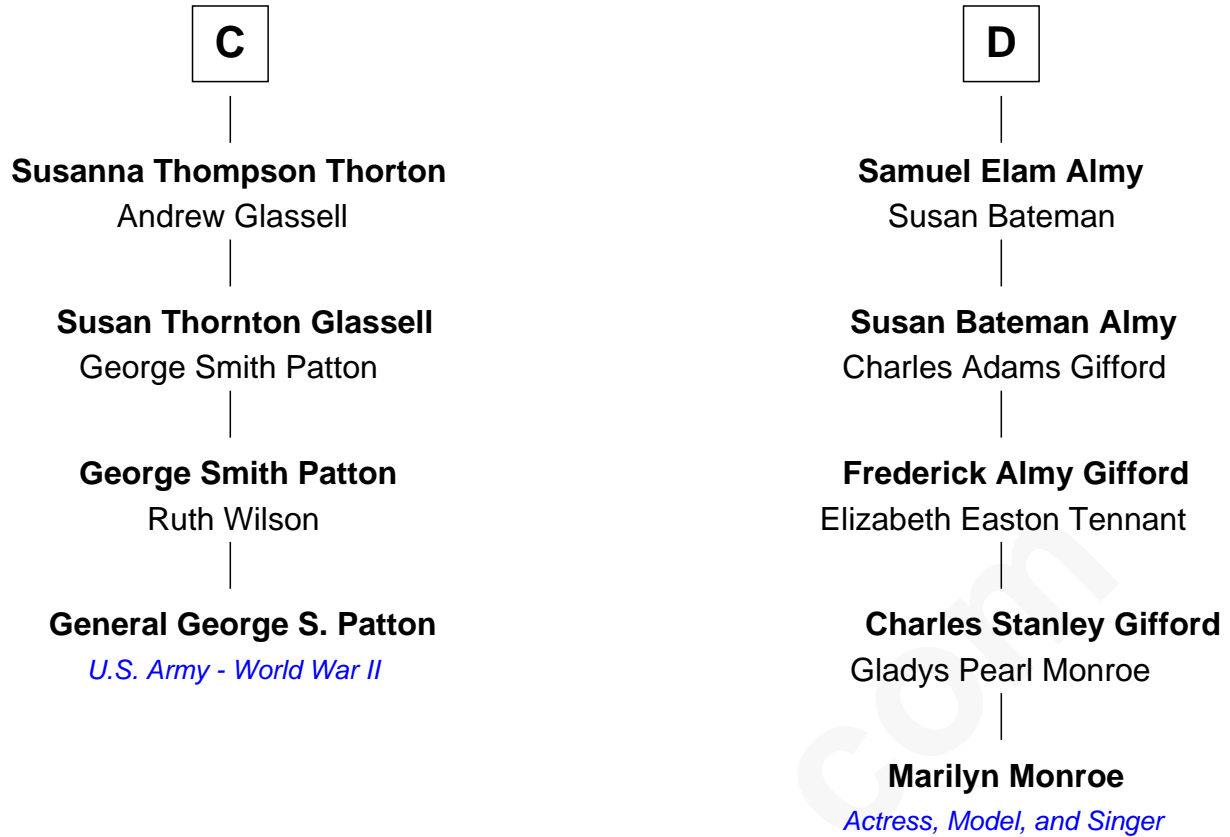 C
Susanna Thompson Thorton
Andrew Glassell
Susan Thornton Glassell
George Smith Patton
George Smith Patton
Ruth Wilson
General George S. Patton
U.S. Army - World War II
D
Samuel Elam Almy
Susan Bateman
Susan Bateman Almy
Charles Adams Gifford
Frederick Almy Gifford
Elizabeth Easton Tennant
Charles Stanley Gifford
Gladys Pearl Monroe
Marilyn Monroe
Actress, Model, and Singer
com